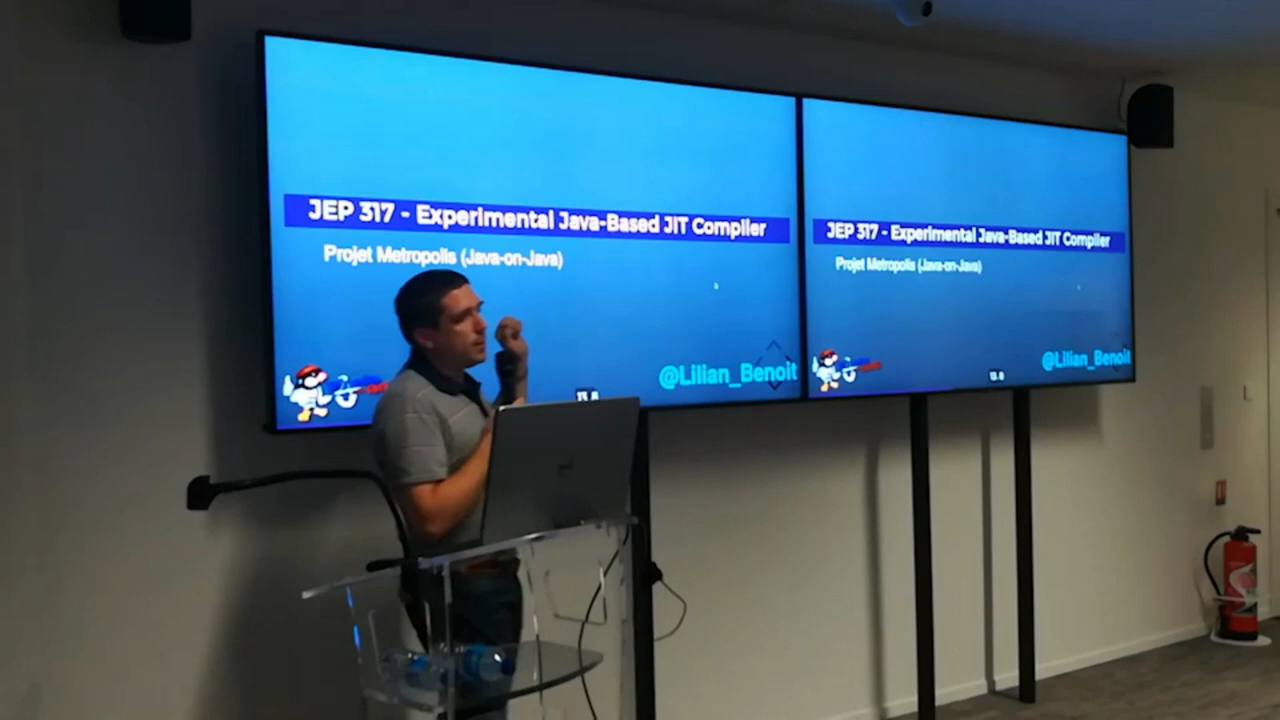 JEP 317 - Experimental Java-Based JIT Compiler
Projet Metropolis (Java-on-Java)
@Lilian_Benoit
JEP 317 - Experimental Java-Based JIT Compiler
Projet Metropolis (Java-on-Java)
@Lilian_Benoit